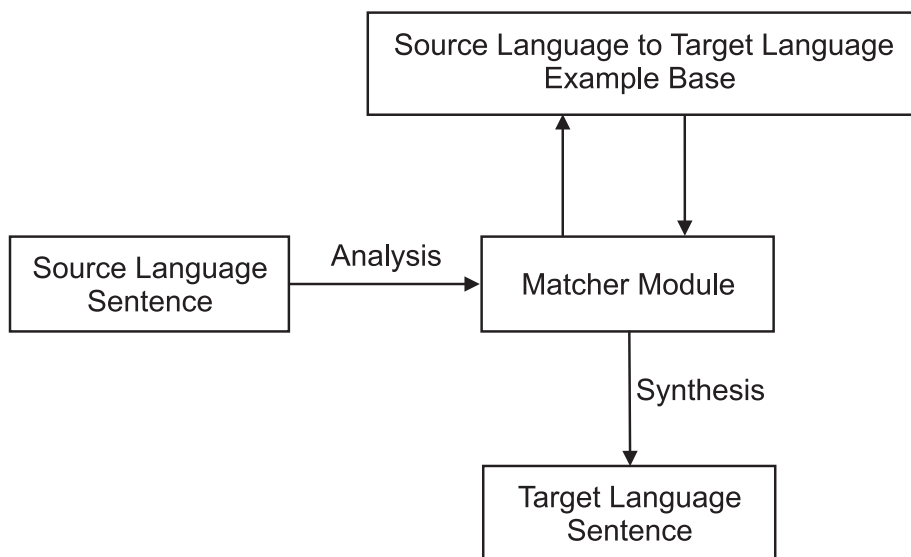 Source Language to Target Language
Example Base
Analysis
Source Language
Sentence
Matcher Module
Synthesis
Target Language
Sentence